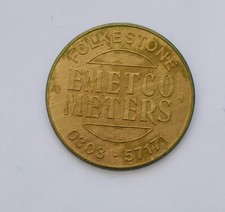 FOLKESTONE
EMETCO
METERS
0303 - 57171